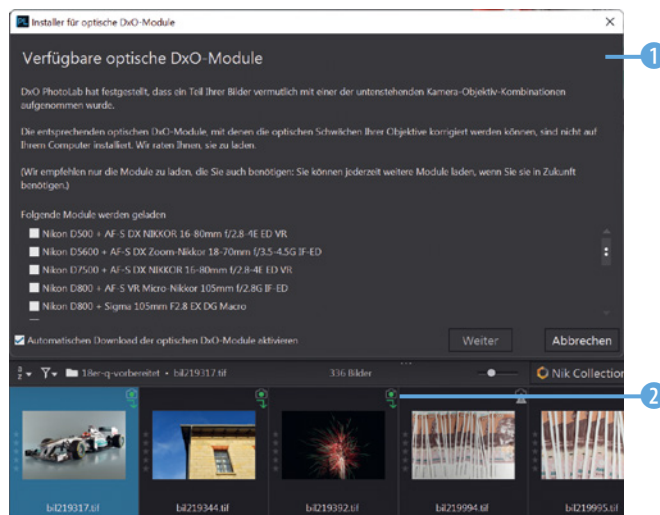 PL Installer für optische DxO-Module
1
Verfügbare optische DxO-Module
DxO PhotoLab hat festgestellt, dass ein Teil Ihrer Bilder vermutlich mit einer der untenstehenden Kamera-Objektiv-Kombinationen
aufgenommen wurde.
Die entsprechenden optischen DxO-Module, mit denen die optischen Schwächen Ihrer Objektive korrigiert werden können, sind nicht auf
Ihrem Computer installiert. Wir raten Ihnen, sie zu laden.
(Wir empfehlen nur die Module zu laden, die Sie auch benötigen: Sie können jederzeit weitere Module laden, wenn Sie sie in Zukunft
benötigen.)
Folgende Module werden geladen
Nikon D500 + AF-S DX NIKKOR 16-80mm f/2.8-4E ED VR
Nikon D5600 + AF-S DX Zoom-Nikkor 18-70mm f/3.5-4.5G IF-ED
Nikon D7500 + AF-S DX NIKKOR 16-80mm f/2.8-4E ED VR
Nikon D800 + AF-S VR Micro-Nikkor 105mm f/2.8G IF-ED
Nikon D800 + Sigma 105mm F2.8 EX DG Macro
Automatischen Download der optischen DxO-Module aktivieren
Weiter
Abbrechen
18er-q-vorbereitet • bil219317.tif
336 Bilder
Nik Collection
2
bil219317.tif
bil219344.tif
bil219392.tif
bil219994.tif
bil219995.tif